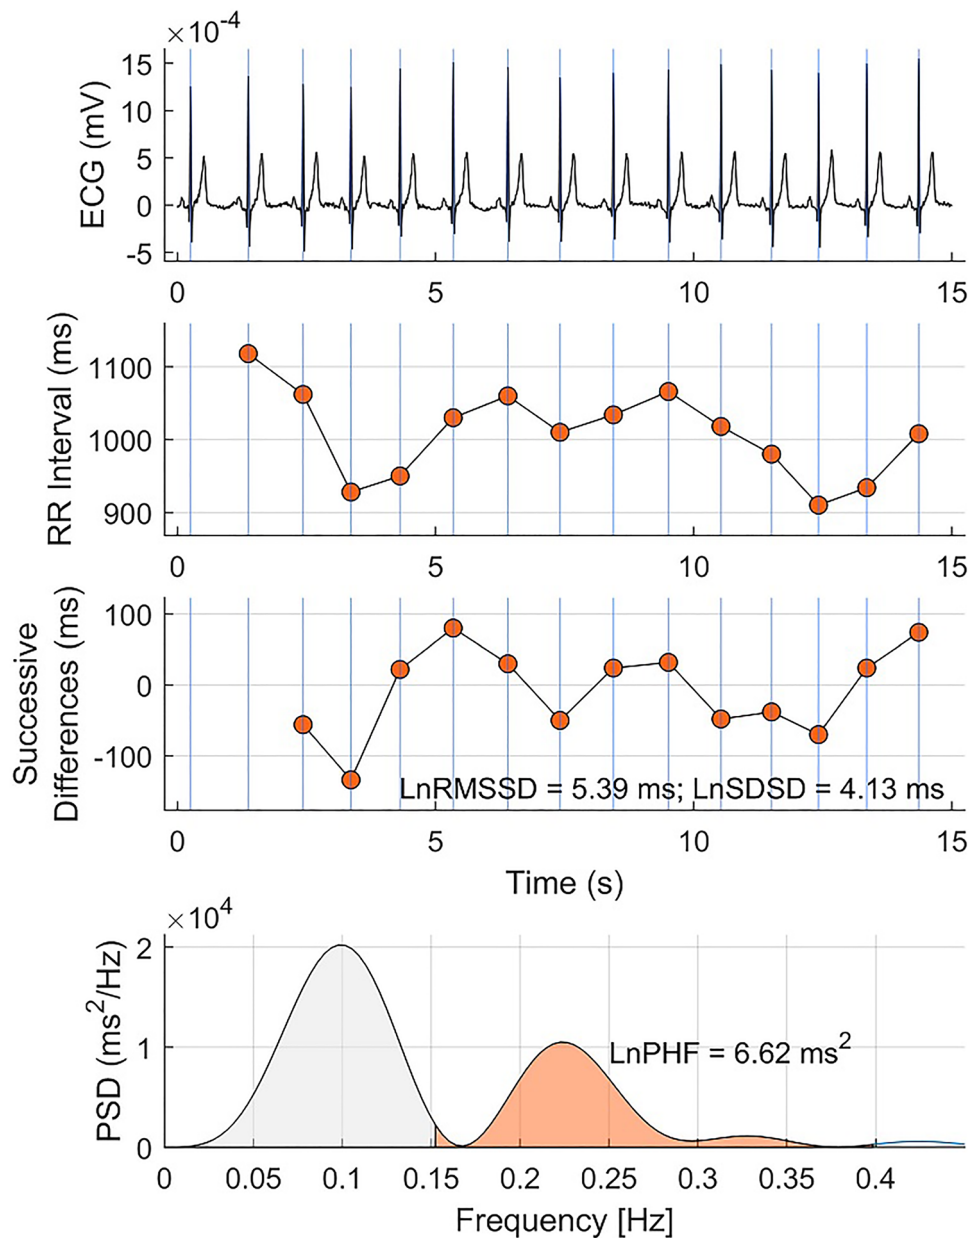 ×10-4
ECG (mV)
15
10
5
0
-5
0 5 10 15
RR Interval (ms)
1100
1000
900
0 5 10 15
Successive
Differences (ms)
100
0
-100
LnRMSSD = 5.39 ms; LnSDSD = 4.13 ms
0 5 10 15
Time (s)
×104
PSD (ms2/Hz)
2
1
0
LnPHF = 6.62 ms2
0 0.05 0.1 0.15 0.2 0.25 0.3 0.35 0.4
Frequency [Hz]